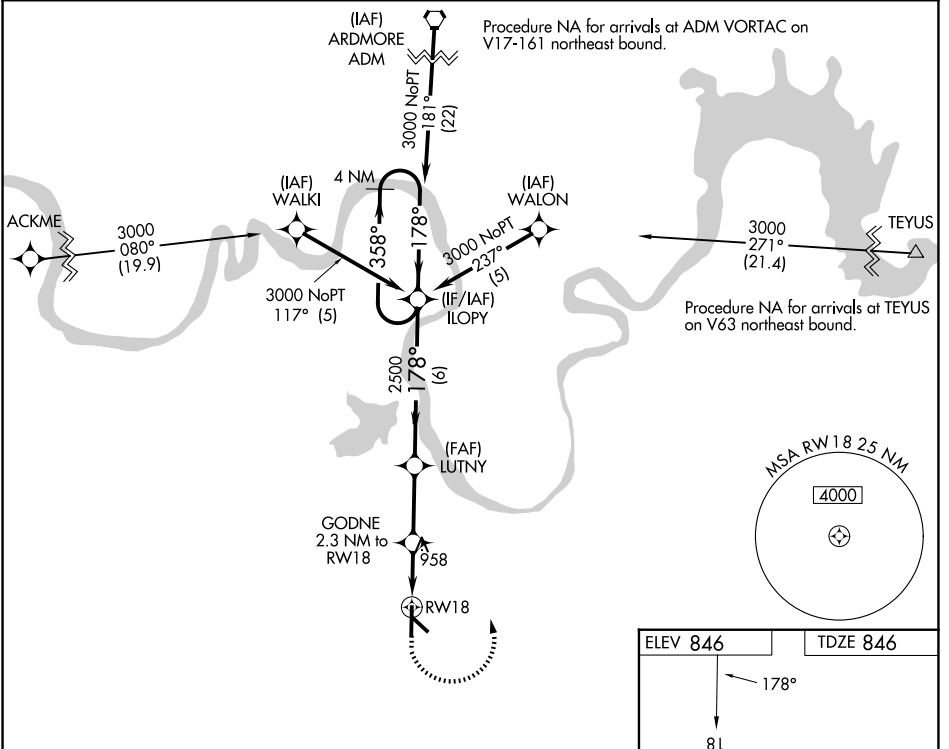 (IAF)
ARDMORE
ADM
Procedure NA for arrivals at ADM VORTAC on
V17-161 northeast bound.
3000 NoPT
181°
(22)
4 NM
(IAF)
WALKI
(IAF)
WALON
ACKME
3000
080°
(19.9)
358°
178°
3000 NoPT
237°
(5)
3000
271°
(21.4)
TEYUS
3000 NoPT
117° (5)
(IF/IAF)
ILOPY
Procedure NA for arrivals at TEYUS
on V63 northeast bound.
2500
178°
(6)
(FAF)
LUTNY
MSA RW18 25 NM
4000
GODNE
2.3 NM to
RW18
958
RW18
ELEV 846
TDZE 846
178°